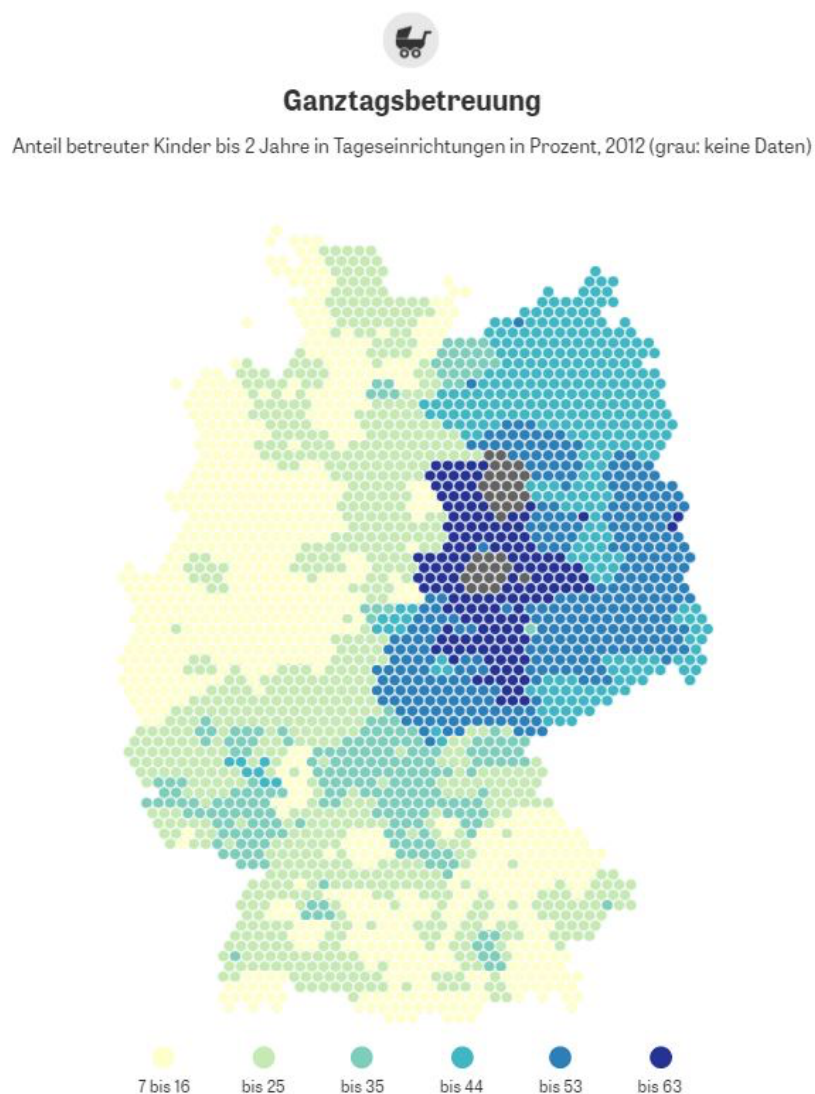 Ganztagsbetreuung
Anteil betreuter Kinder bis 2 Jahre in Tageseinrichtungen in Prozent, 2012 (grau: keine Daten)
7 bis 16 bis 25 bis 35 bis 44 bis 53 bis 63